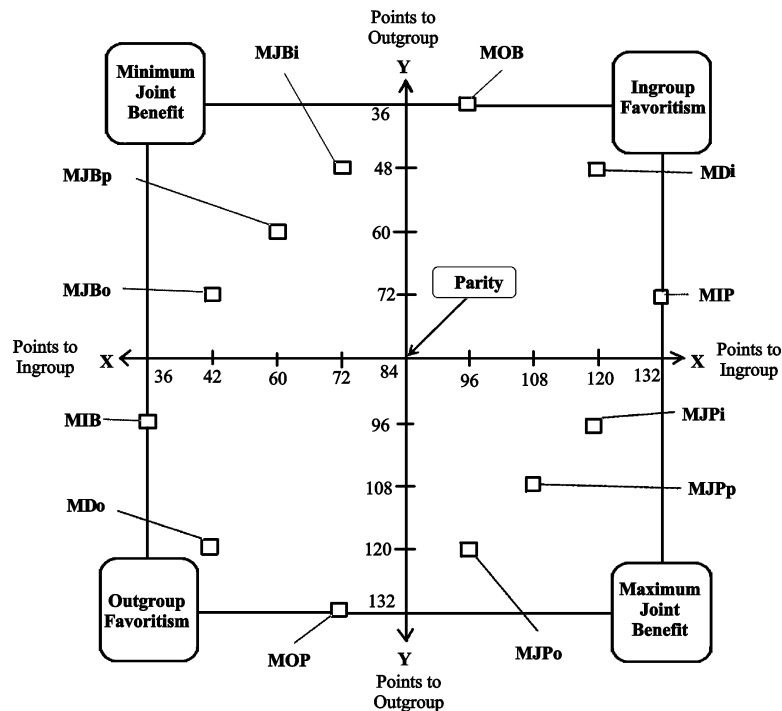 Points to
Outgroup
Y
MJBi
MOB
Minimum
Joint
Benefit
Ingroup
Favoritism
36
48
MDi
MJBp
60
Parity
MJBo
72
MIP
Points to
Ingroup
X
36
42
60
72
84
96
108
120
132
X
Points to
Ingroup
MIB
96
MJPi
108
MJPp
MDo
120
Outgroup
Favoritism
132
Maximum
Joint
Benefit
MOP
MJPo
Y
Points to
Outgroup